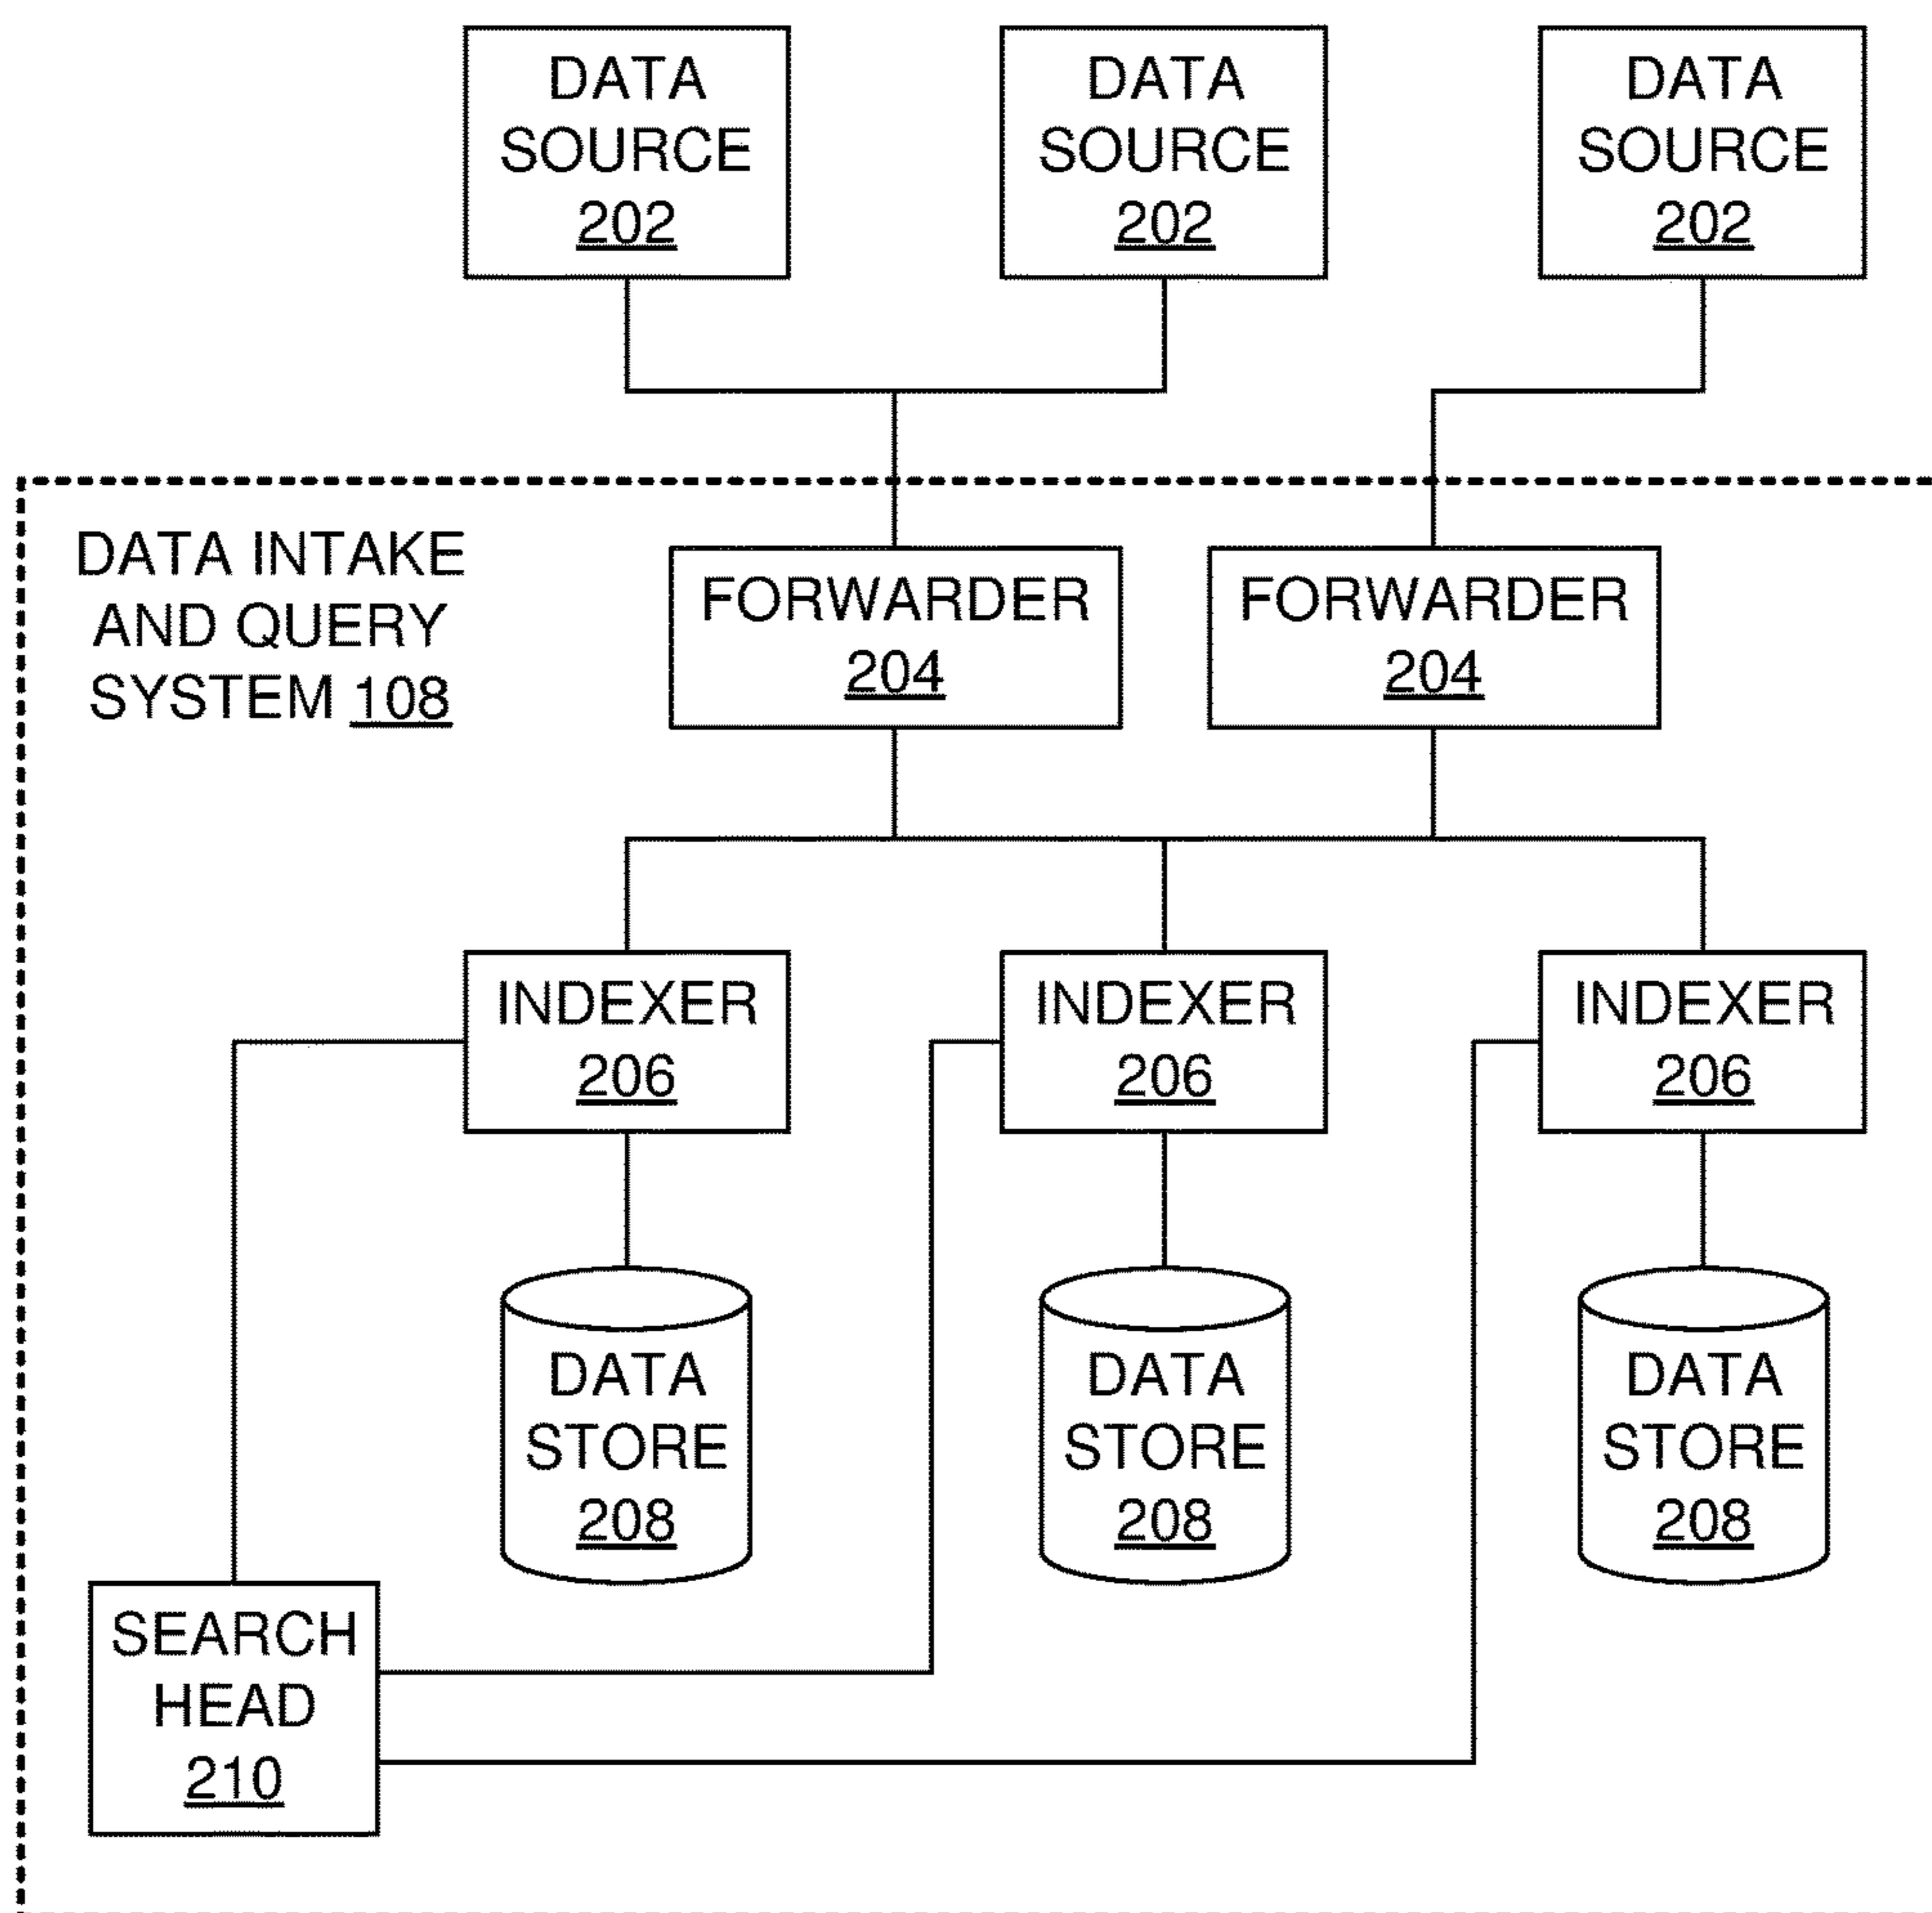 DATA
SOURCE
202
DATA
SOURCE
202
DATA
SOURCE
202
DATA INTAKE
AND QUERY
SYSTEM 108
FORWARDER
204
FORWARDER
204
INDEXER
206
INDEXER
206
INDEXER
206
DATA
STORE
208
DATA
STORE
208
DATA
STORE
208
SEARCH
HEAD
210